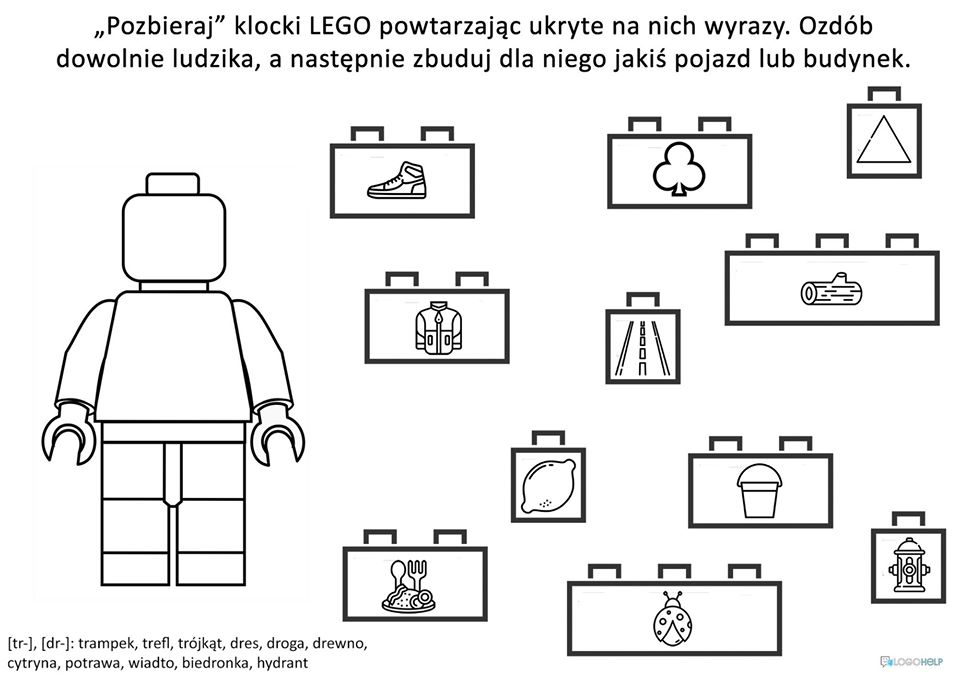 „Pozbieraj” klocki LEGO powtarzając ukryte na nich wyrazy. Ozdób
dowolnie ludzika, a następnie zbuduj dla niego jakiś pojazd lub budynek.
[tr-], [dr-]: trampek, trefl, trójkąt, dres, droga, drewno,
cytryna, potrawa, wiadto, biedronka, hydrant
LOGOHELP